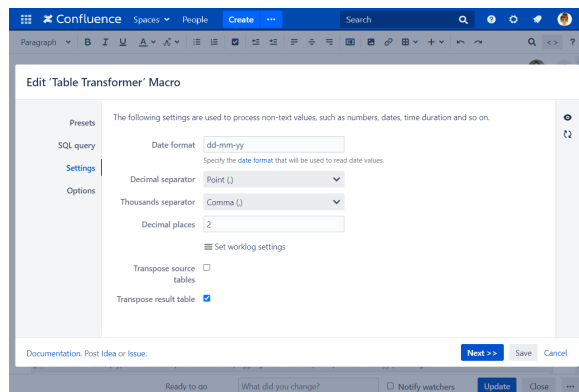 Confluence Spaces People Create ··· Search
Paragraph B I U A
Edit 'Table Transformer' Macro
Presets
SQL query
Settings
Options
The following settings are used to process non-text values, such as numbers, dates, time duration and so on.
Date format dd-mm-yy
Specify the date format that will be used to read date values.
Decimal separator Point (.)
Thousands separator Comma (,)
Decimal places 2
Set worklog settings
Transpose source
tables
Transpose result table
Documentation. Post Idea or Issue.
Next >> Save Cancel
Ready to go What did you change? Notify watchers Update Close ···